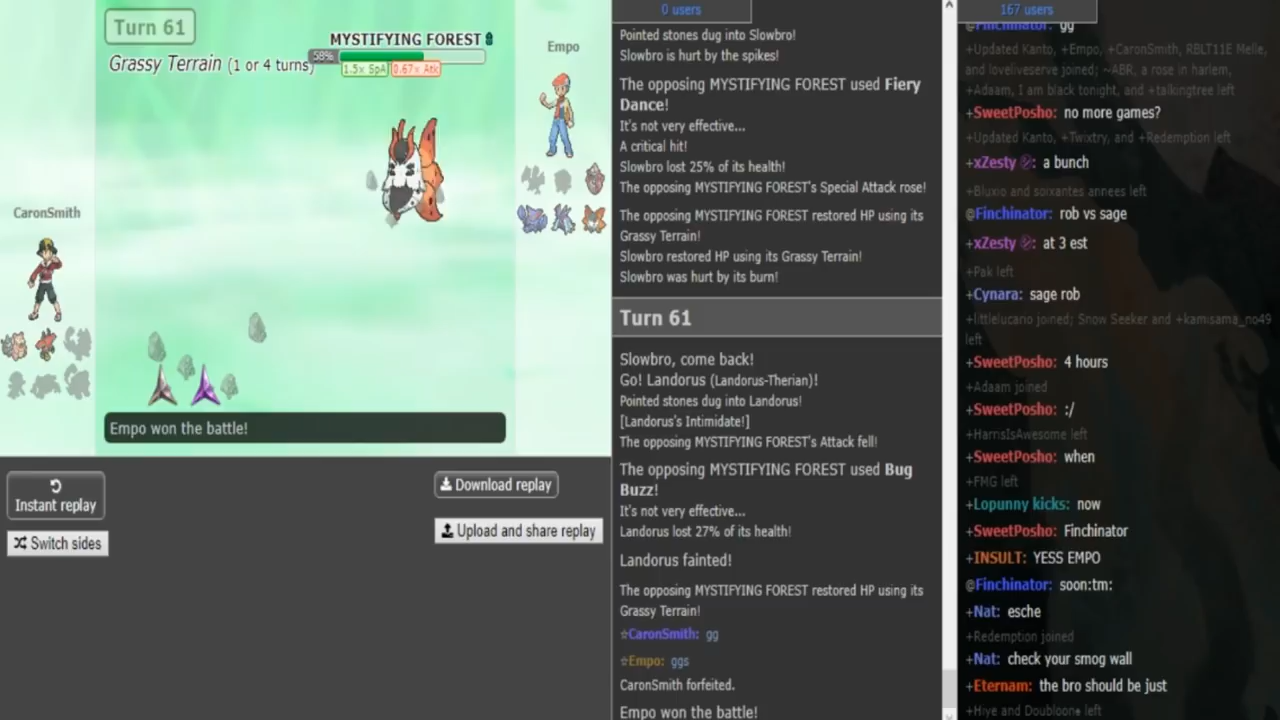 Turn 61
MYSTIFYING FOREST
Grassy Terrain (1 or 4 turns)
58%
1.5x SpA
0.67x Atk
Empo
CaronSmith
Empo won the battle!
Instant replay
Switch sides
Download replay
Upload and share replay
0 users
Pointed stones dug into Slowbro!
Slowbro is hurt by the spikes!
The opposing MYSTIFYING FOREST used Fiery
Dance!
It's not very effective...
A critical hit!
Slowbro lost 25% of its health!
The opposing MYSTIFYING FOREST's Special Attack rose!
The opposing MYSTIFYING FOREST restored HP using its
Grassy Terrain!
Slowbro restored HP using its Grassy Terrain!
Slowbro was hurt by its burn!
Turn 61
Slowbro, come back!
Go! Landorus (Landorus-Therian)!
Pointed stones dug into Landorus!
[Landorus's Intimidate!]
The opposing MYSTIFYING FOREST's Attack fell!
The opposing MYSTIFYING FOREST used Bug
Buzz!
It's not very effective...
Landorus lost 27% of its health!
Landorus fainted!
The opposing MYSTIFYING FOREST restored HP using its
Grassy Terrain!
☆CaronSmith: gg
☆Empo: ggs
CaronSmith forfeited.
Empo won the battle!
167 users
@Finchinator: gg
+Updated Kanto, +Empo, +CaronSmith, RBLT11E Melle,
and loveliveserve joined; ~ABR, a rose in harlem,
+Adaam, I am black tonight, and +talkingtree left
+SweetPosho: no more games?
+Updated Kanto, +Twixtry, and +Redemption left
+xZesty: a bunch
+Bluxio and soixantes annees left
@Finchinator: rob vs sage
+xZesty: at 3 est
+Pak left
+Cynara: sage rob
+littlelucario joined; Snow Seeker and +kamisama_no49
left
+SweetPosho: 4 hours
+Adaam joined
+SweetPosho: :/
+HarrisIsAwesome left
+SweetPosho: when
+FMG left
+Lopunny kicks: now
+SweetPosho: Finchinator
+INSULT: YESS EMPO
@Finchinator: soon:tm:
+Nat: esche
+Redemption joined
+Nat: check your smog wall
+Eternam: the bro should be just
+Hiye and Doubloon left